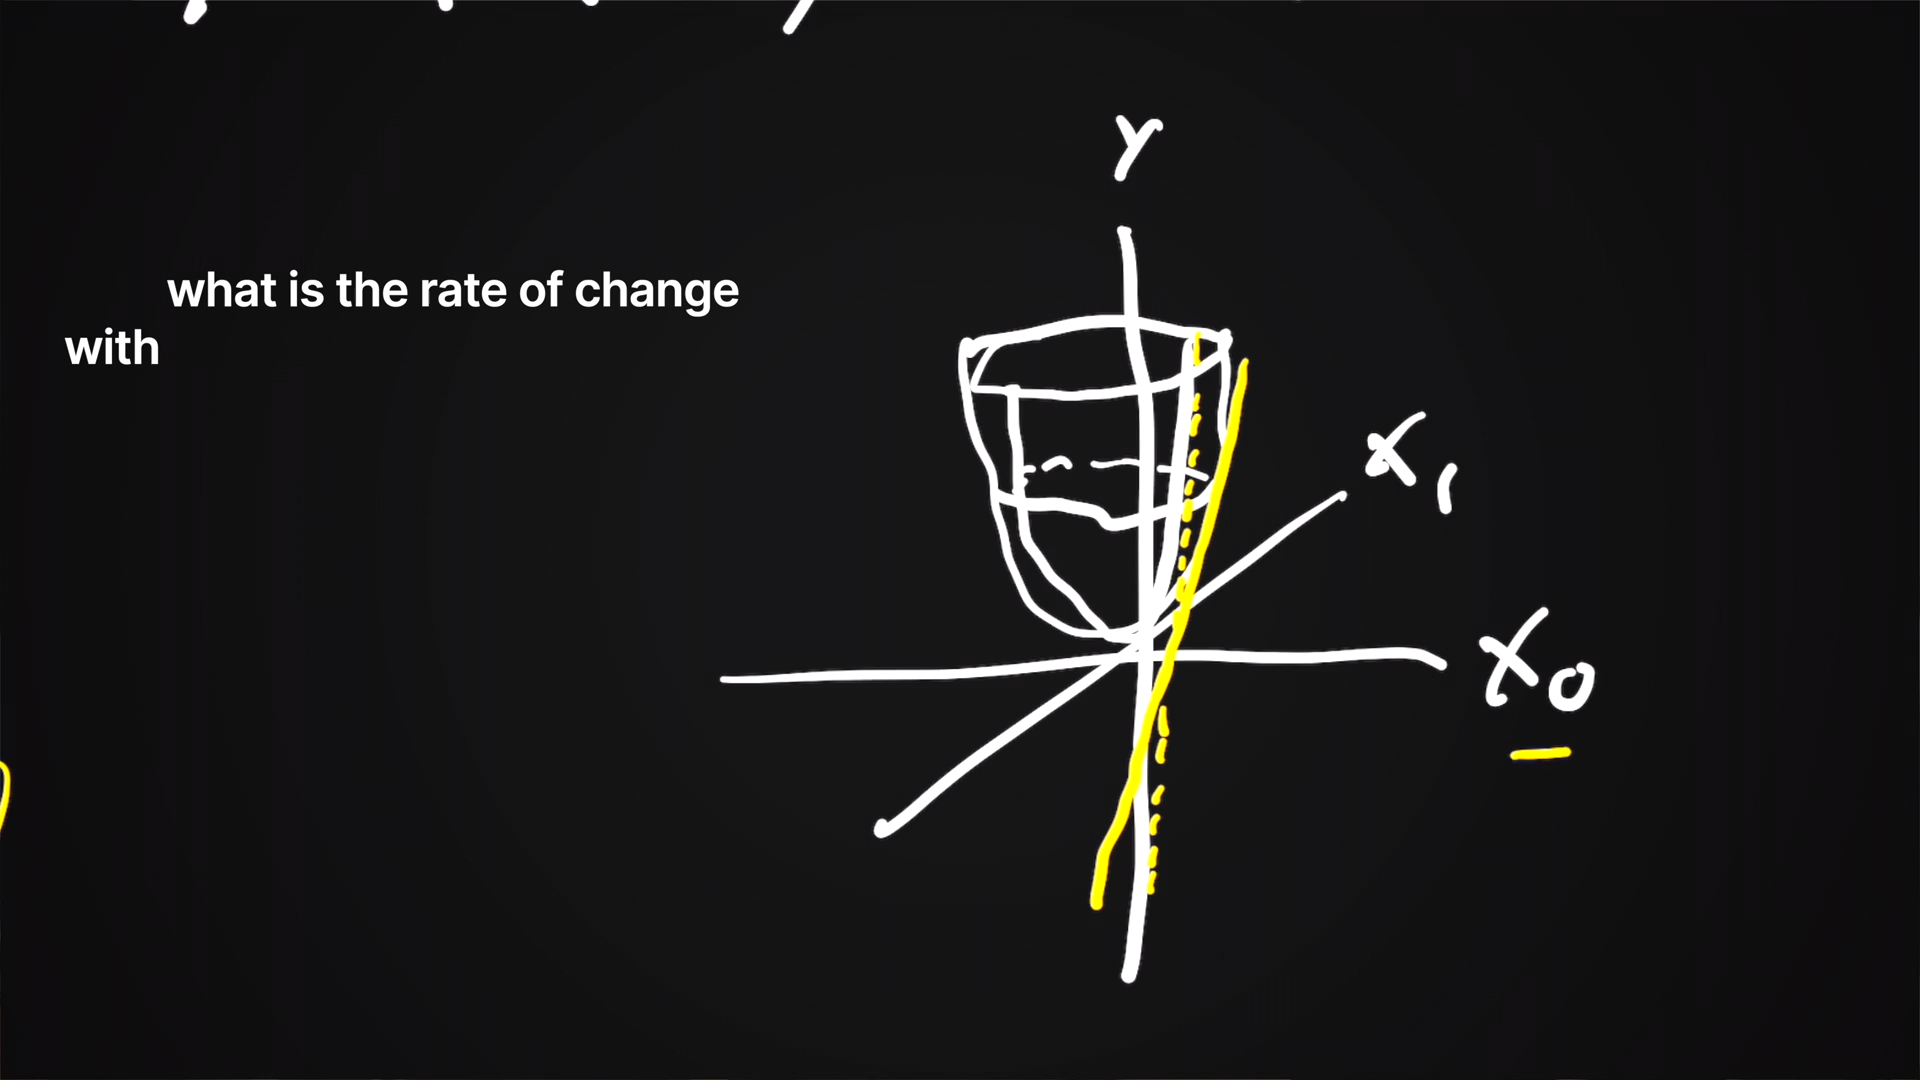 Y
what is the rate of change
with
x₁
x₀